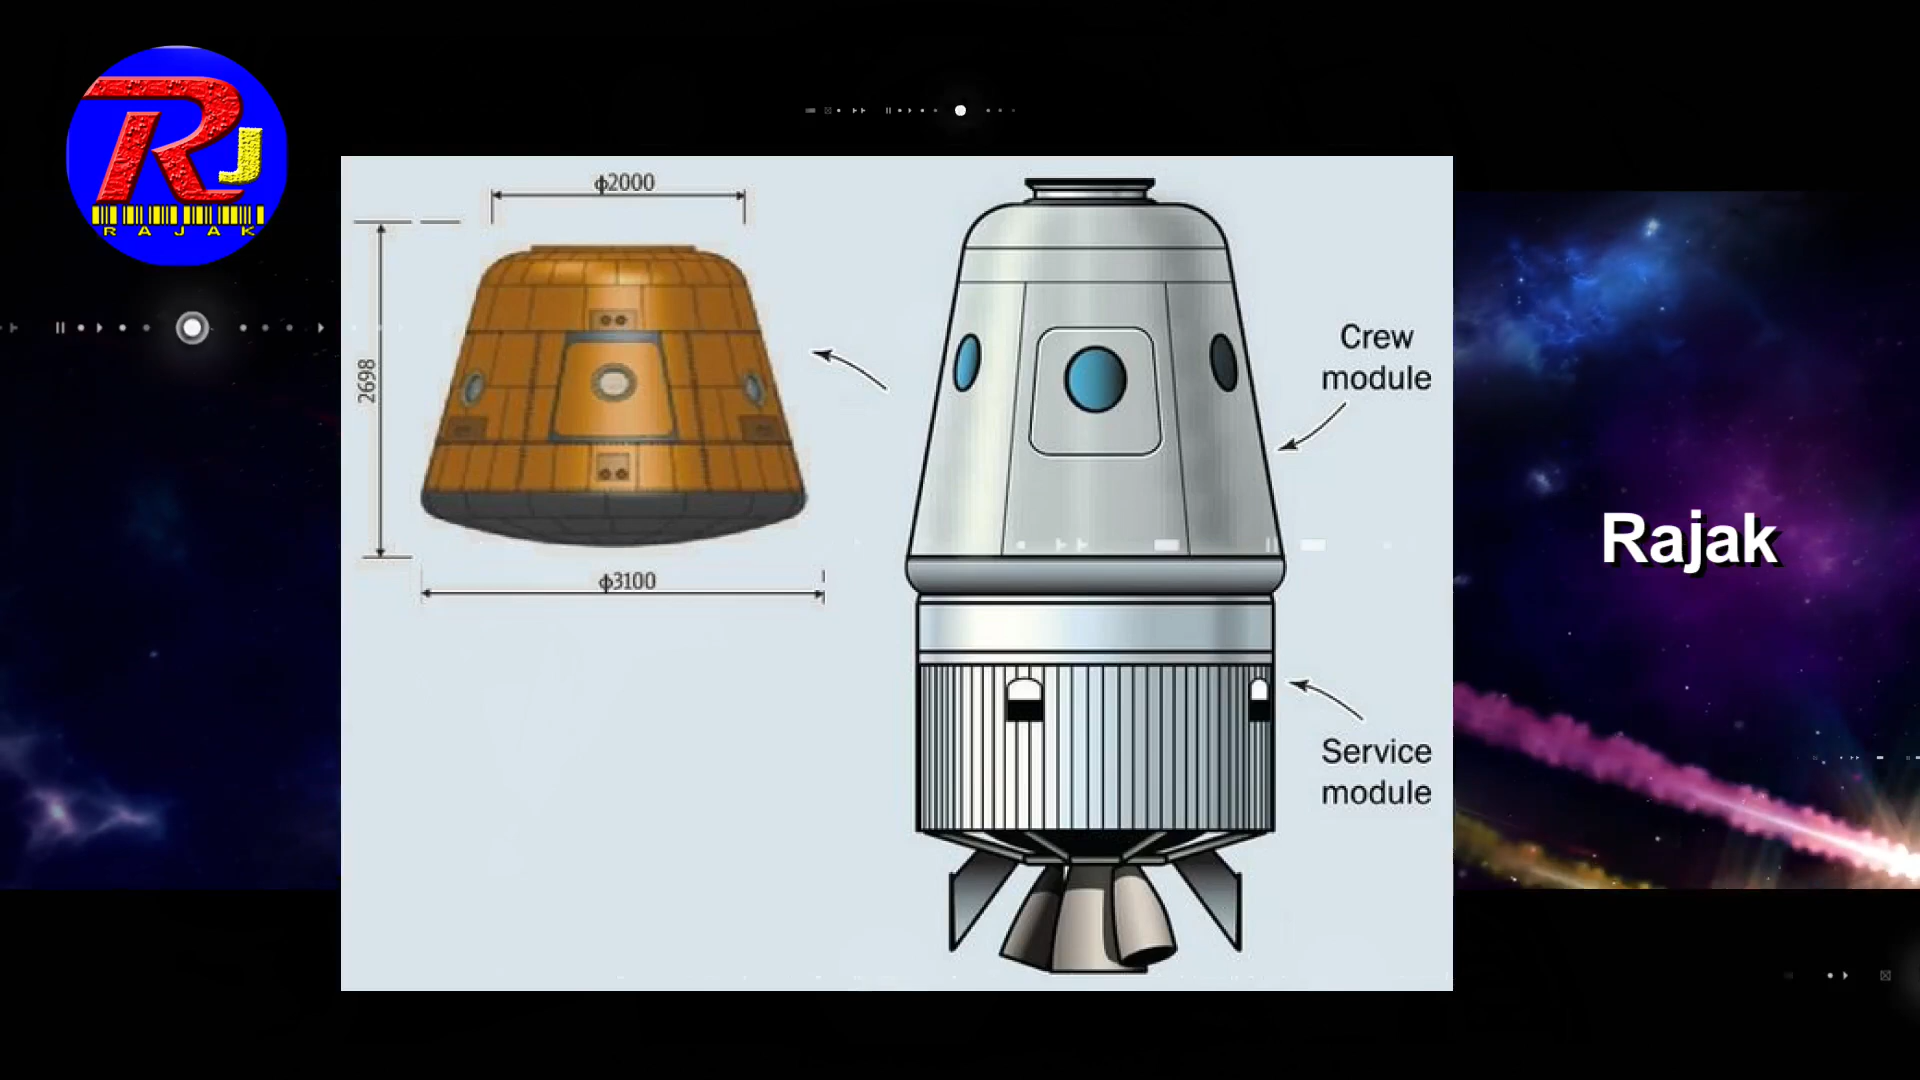 RJ
RAJAK
ϕ2000
2698
ϕ3100
Crew
module
Service
module
Rajak